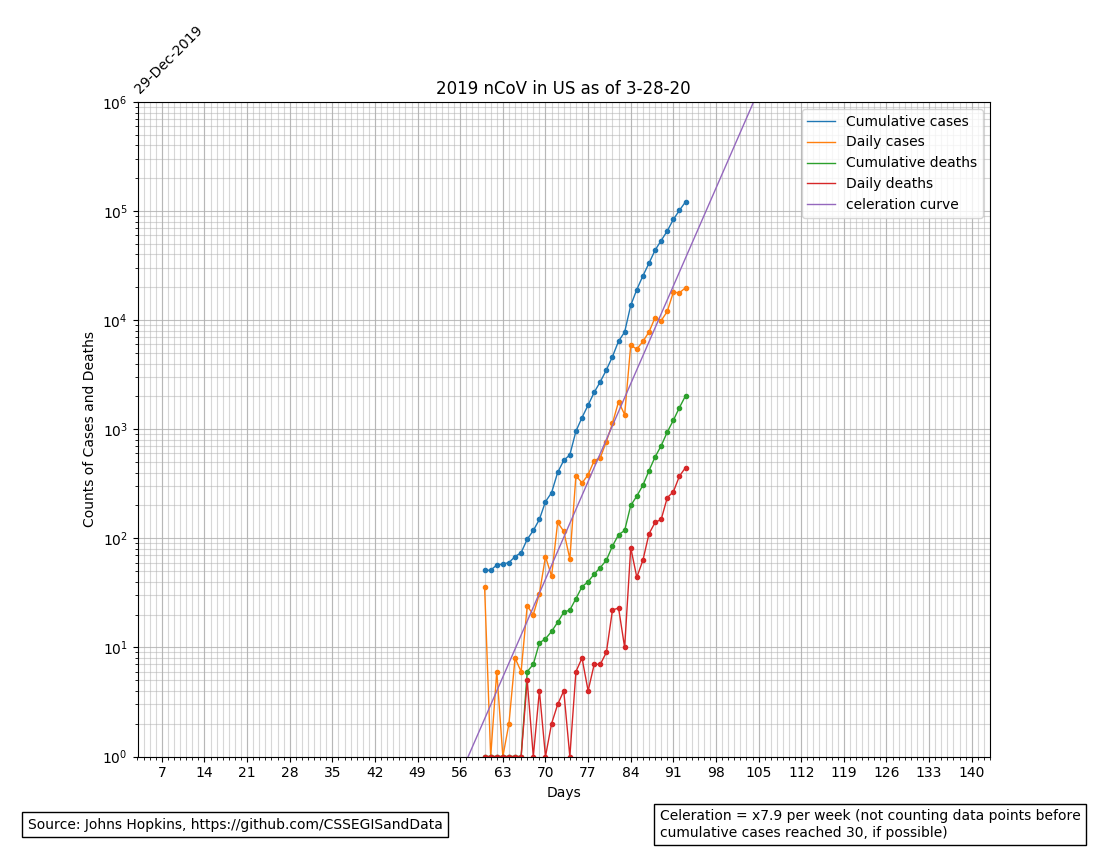 29-Dec-2019
2019 nCoV in US as of 3-28-20
10^6
10^5
10^4
10^3
10^2
10^1
10^0
Counts of Cases and Deaths
Cumulative cases
Daily cases
Cumulative deaths
Daily deaths
celeration curve
7 14 21 28 35 42 49 56 63 70 77 84 91 98 105 112 119 126 133 140
Days
Source: Johns Hopkins, https://github.com/CSSEGISandData
Celeration = x7.9 per week (not counting data points before
cumulative cases reached 30, if possible)